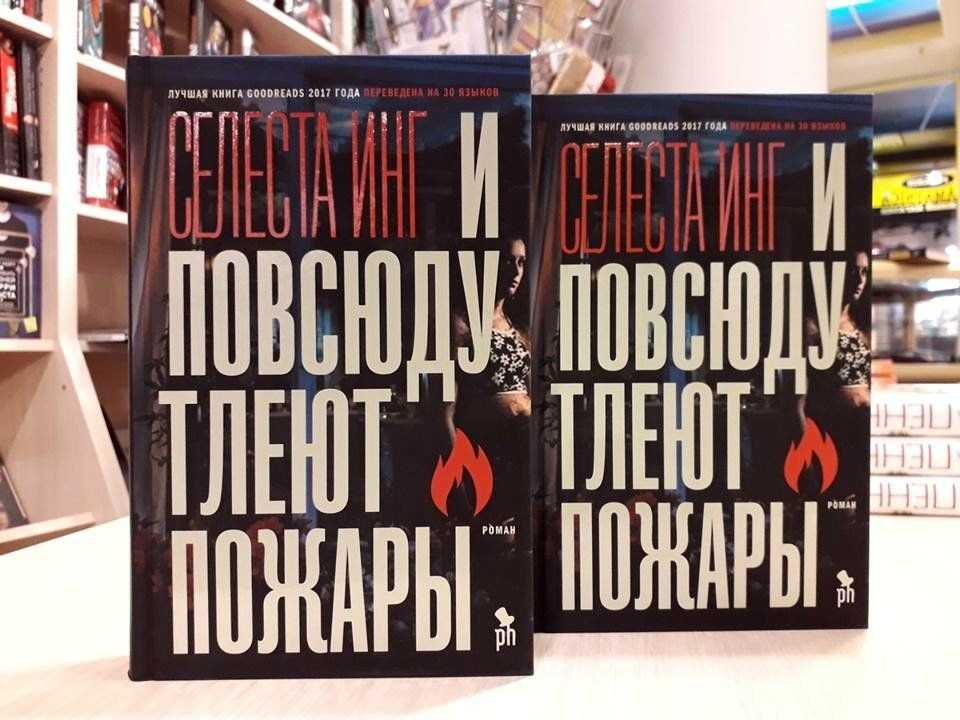 ЛУЧШАЯ КНИГА GOODREADS 2017 ГОДА ПЕРЕВЕДЕНА НА 30 ЯЗЫКОВ
СЕЛЕСТА ИНГ И
ПОВСЮДУ
ТЛЕЮТ
ПОЖАРЫ
РОМАН
ph
ЛУЧШАЯ КНИГА GOODREADS 2017 ГОДА ПЕРЕВЕДЕНА НА 30 ЯЗЫКОВ
СЕЛЕСТА ИНГ И
ПОВСЮДУ
ТЛЕЮТ
ПОЖАРЫ
РОМАН
ph